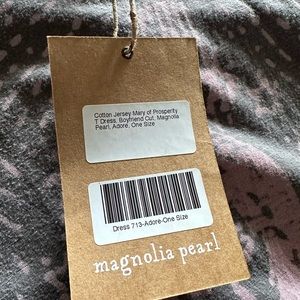 Cotton Jersey Mary of Prosperity
T Dress, Boyfriend Cut, Magnolia
Pearl, Adore, One Size
Dress 713-Adore-One Size
magnolia pearl